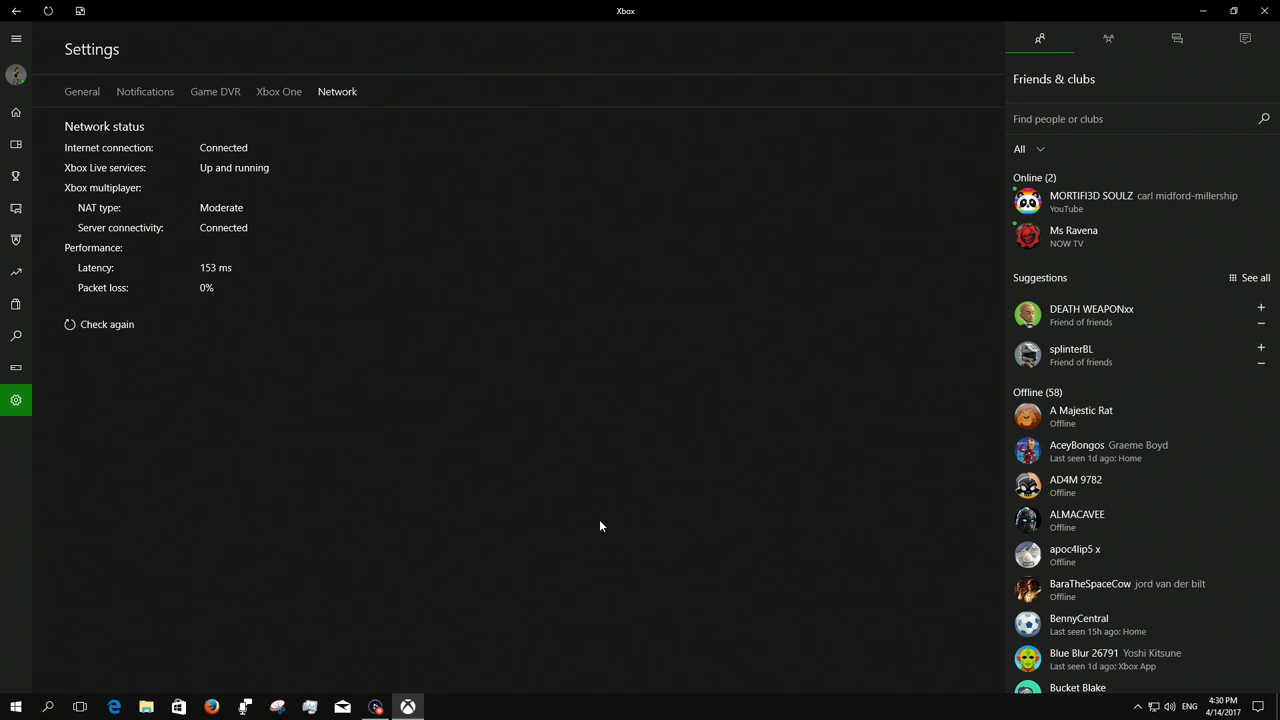 Xbox
Settings
General Notifications Game DVR Xbox One Network
Network status
Internet connection: Connected
Xbox Live services: Up and running
Xbox multiplayer:
NAT type: Moderate
Server connectivity: Connected
Performance:
Latency: 153 ms
Packet loss: 0%
Check again
Friends & clubs
Find people or clubs
All
Online (2)
MORTIFI3D SOULZ carl midford-millership
YouTube
Ms Ravena
NOW TV
Suggestions See all
DEATH WEAPONxx
Friend of friends
splinterBL
Friend of friends
Offline (58)
A Majestic Rat
Offline
AceyBongos Graeme Boyd
Last seen 1d ago: Home
AD4M 9782
Offline
ALMACAVEE
Offline
apoc4lip5 x
Offline
BaraTheSpaceCow jord van der bilt
Offline
BennyCentral
Last seen 15h ago: Home
Blue Blur 26791 Yoshi Kitsune
Last seen 1d ago: Xbox App
Bucket Blake
ENG
4:30 PM
4/14/2017